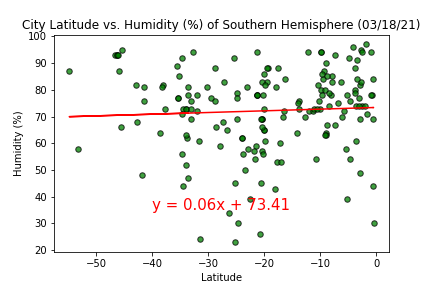 City Latitude vs. Humidity (%) of Southern Hemisphere (03/18/21)
100
90
80
70
60
50
40
30
20
Humidity (%)
y = 0.06x + 73.41
−50 −40 −30 −20 −10 0
Latitude